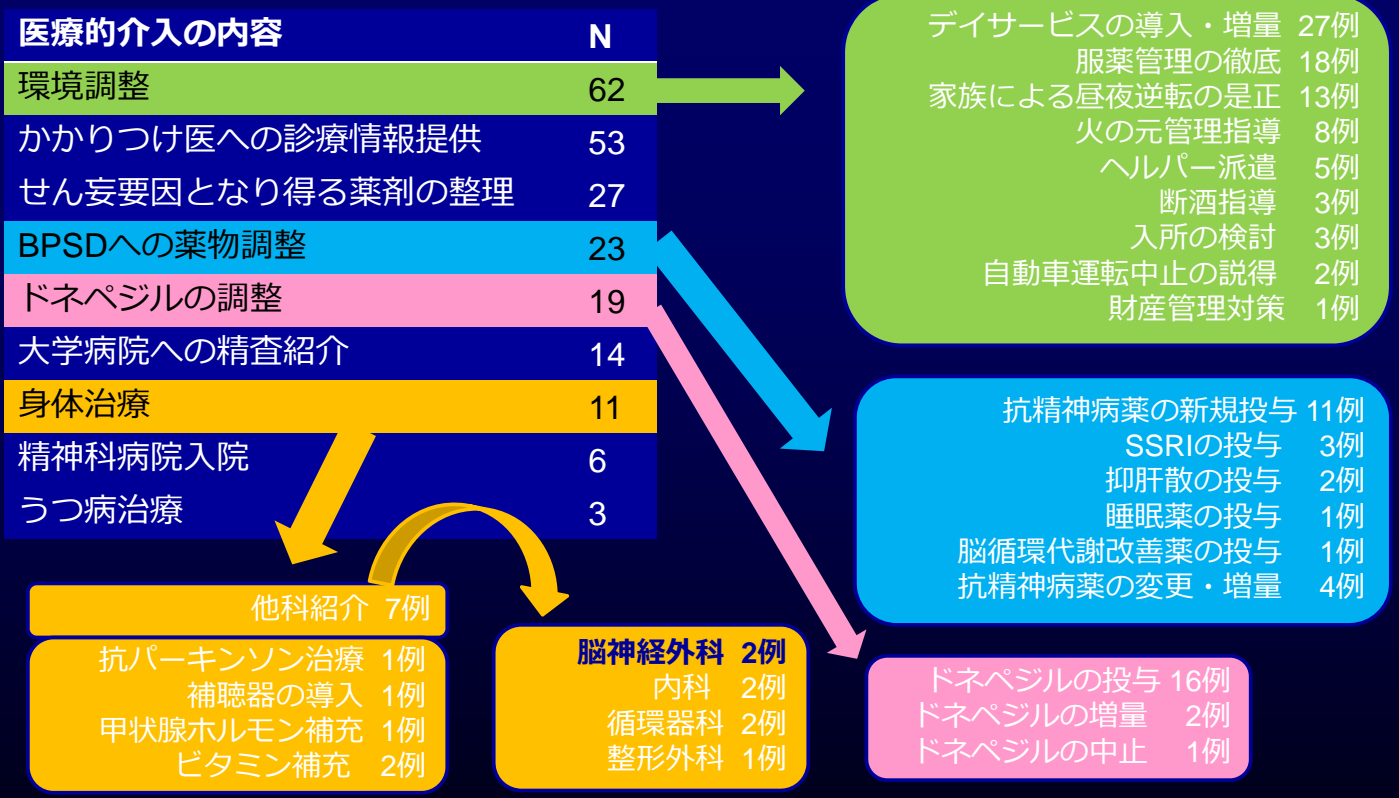 医療的介入の内容 N
環境調整 62
かかりつけ医への診療情報提供 53
せん妄要因となり得る薬剤の整理 27
BPSDへの薬物調整 23
ドネペジルの調整 19
大学病院への精査紹介 14
身体治療 11
精神科病院入院 6
うつ病治療 3
デイサービスの導入・増量 27例
服薬管理の徹底 18例
家族による昼夜逆転の是正 13例
火の元管理指導 8例
ヘルパー派遣 5例
断酒指導 3例
入所の検討 3例
自動車運転中止の説得 2例
財産管理対策 1例
抗精神病薬の新規投与 11例
SSRIの投与 3例
抑肝散の投与 2例
睡眠薬の投与 1例
脳循環代謝改善薬の投与 1例
抗精神病薬の変更・増量 4例
ドネペジルの投与 16例
ドネペジルの増量 2例
ドネペジルの中止 1例
他科紹介 7例
抗パーキンソン治療 1例
補聴器の導入 1例
甲状腺ホルモン補充 1例
ビタミン補充 2例
脳神経外科 2例
内科 2例
循環器科 2例
整形外科 1例